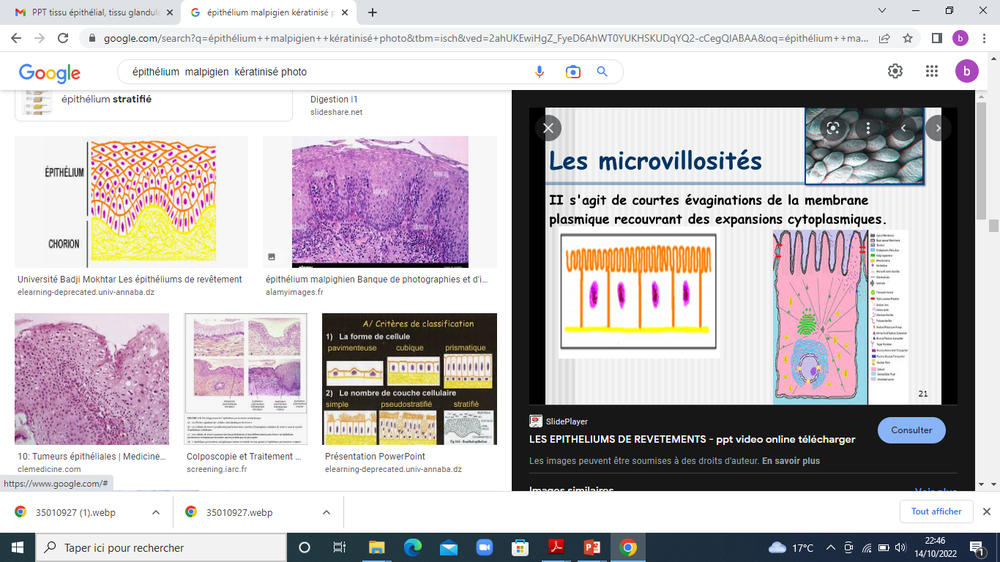 PPT tissu épithélial, tissu glandula
épithélium malpigien kératinisé p
google.com/search?q=épithélium++malpigien++kératinisé+photo&tbm=isch&ved=2ahUKEwiHgZ_FyeD6AhWT0YUKHSKUDqYQ2-cCegQIABAA&oq=épithélium++ma...
b
Google
épithélium  malpigien  kératinisé photo
b
épithélium stratifié
Digestion i1
slideshare.net
ÉPITHÉLIUM
CHORION
Université Badji Mokhtar Les épithéliums de revêtement
elearning-deprecated.univ-annaba.dz
alamy
épithélium malpighien Banque de photographies et d'i...
alamyimages.fr
10: Tumeurs épithéliales | Medicine...
clemedicine.com
Colposcopie et Traitement ...
screening.iarc.fr
A/ Critères de classification
1) La forme de cellule
pavimenteuse cubique prismatique
2) Le nombre de couche cellulaire
simple pseudostratifié stratifié
Présentation PowerPoint
elearning-deprecated.univ-annaba.dz
Les microvillosités
II s'agit de courtes évaginations de la membrane
plasmique recouvrant des expansions cytoplasmiques.
21
SlidePlayer
LES EPITHELIUMS DE REVETEMENTS - ppt video online télécharger
Consulter
Les images peuvent être soumises à des droits d'auteur. En savoir plus
Images similaires
Voir plus
https://www.google.com/#
35010927 (1).webp
35010927.webp
Tout afficher
Taper ici pour rechercher
17°C
22:46
14/10/2022
1